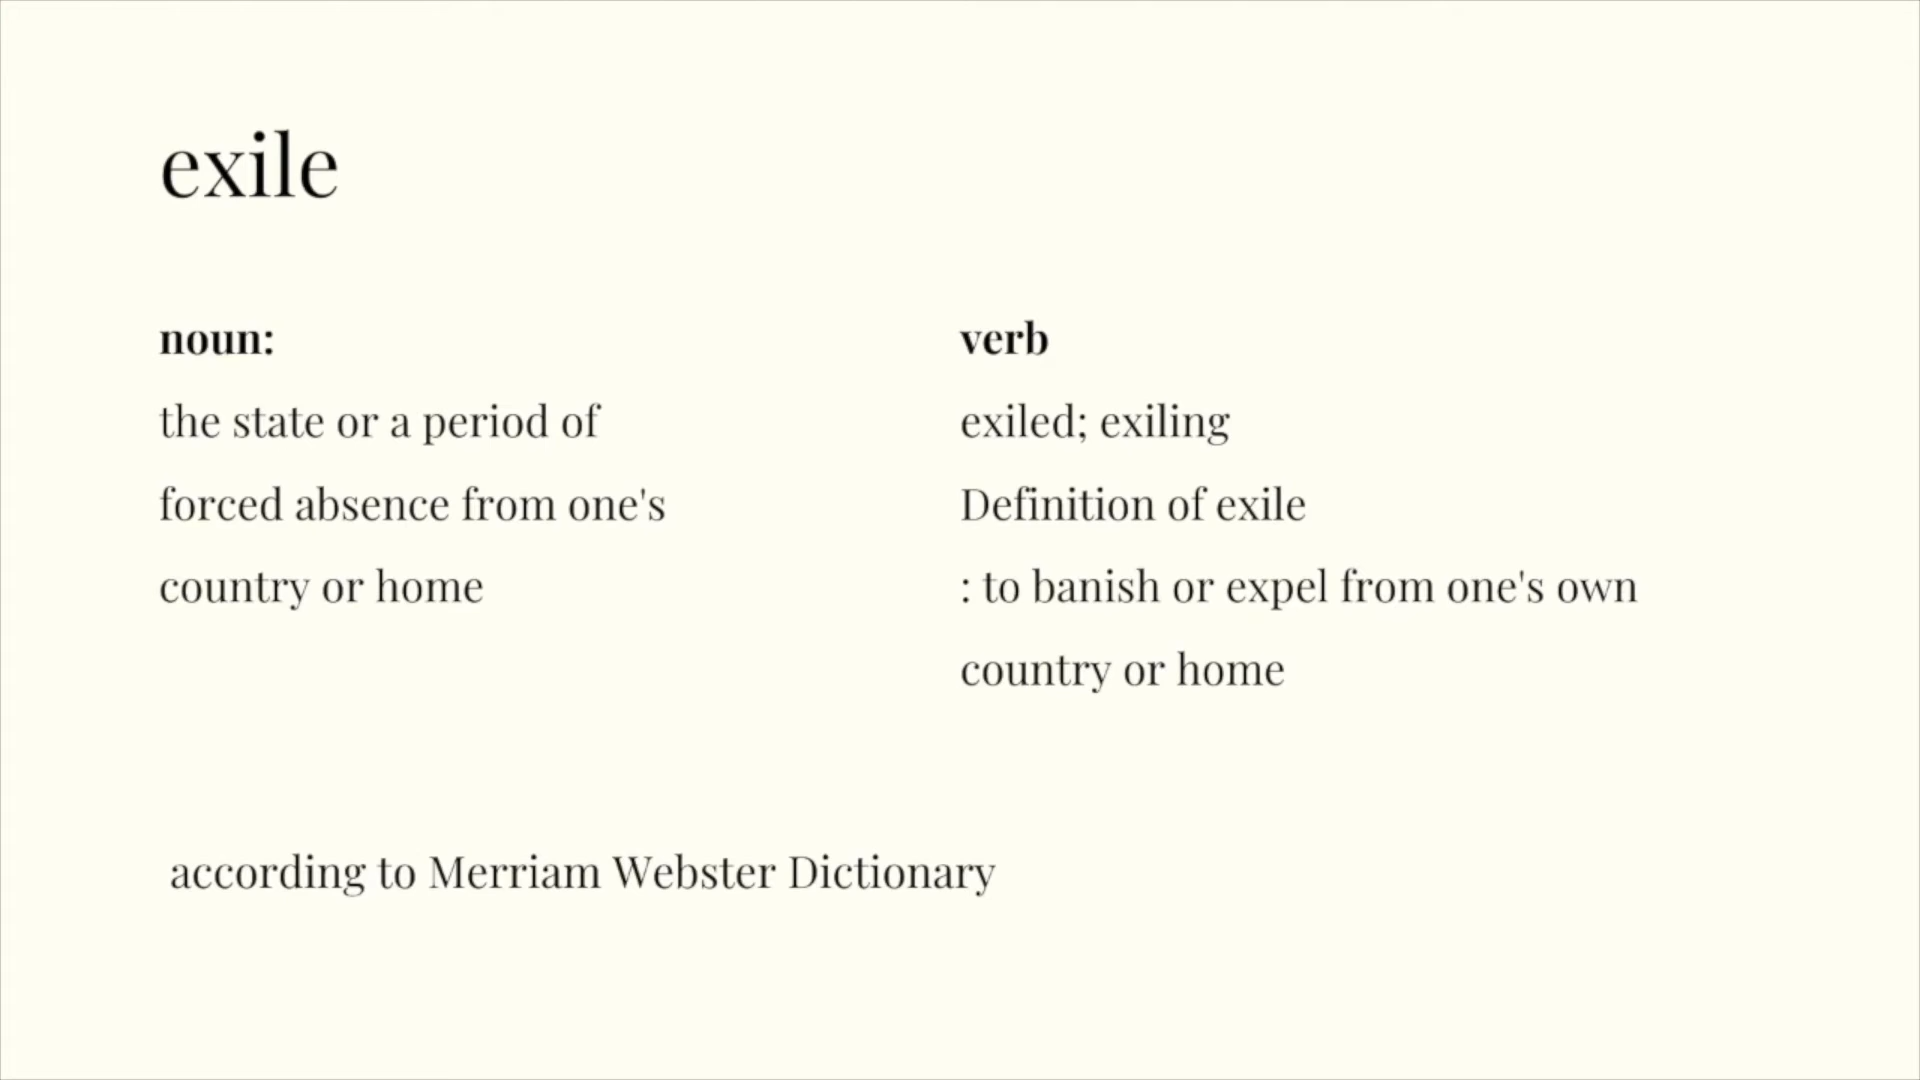 exile
noun:
the state or a period of
forced absence from one's
country or home
verb
exiled; exiling
Definition of exile
: to banish or expel from one's own
country or home
according to Merriam Webster Dictionary